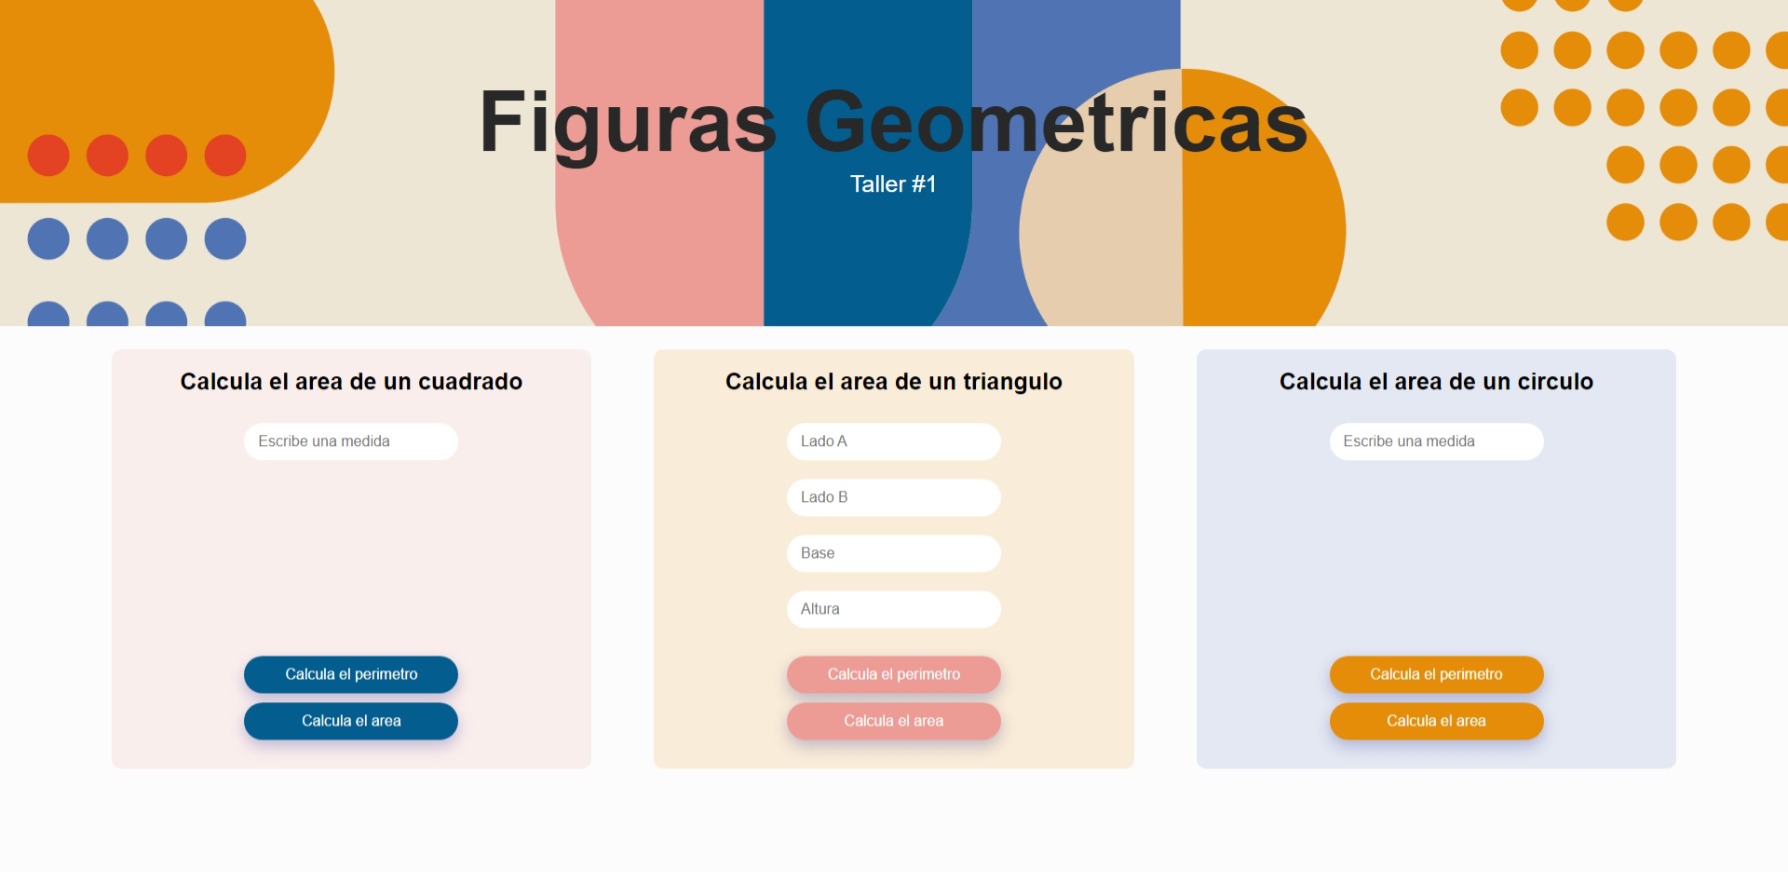 Figuras Geometricas
Taller #1
Calcula el area de un cuadrado
Escribe una medida
Calcula el perimetro
Calcula el area
Calcula el area de un triangulo
Lado A
Lado B
Base
Altura
Calcula el perimetro
Calcula el area
Calcula el area de un circulo
Escribe una medida
Calcula el perimetro
Calcula el area